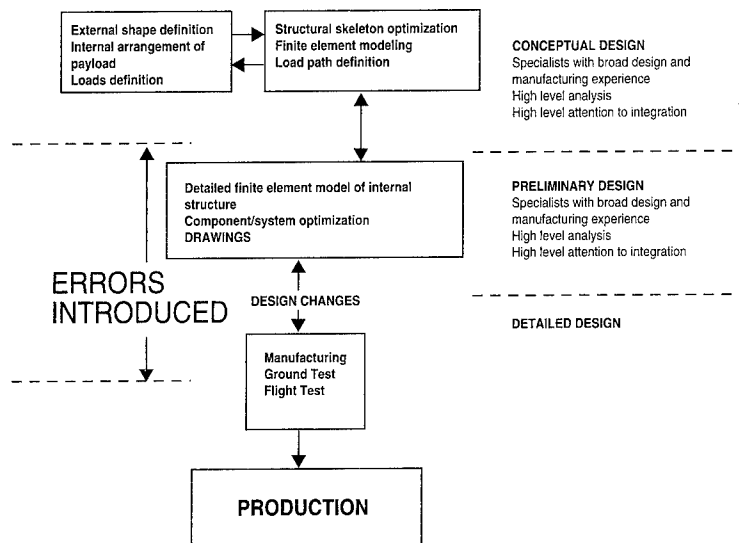 External shape definition
Internal arrangement of
payload
Loads definition
Structural skeleton optimization
Finite element modeling
Load path definition
CONCEPTUAL DESIGN
Specialists with broad design and
manufacturing experience
High level analysis
High level attention to integration
Detailed finite element model of internal
structure
Component/system optimization
DRAWINGS
PRELIMINARY DESIGN
Specialists with broad design and
manufacturing experience
High level analysis
High level attention to integration
ERRORS
INTRODUCED
DESIGN CHANGES
DETAILED DESIGN
Manufacturing
Ground Test
Flight Test
PRODUCTION